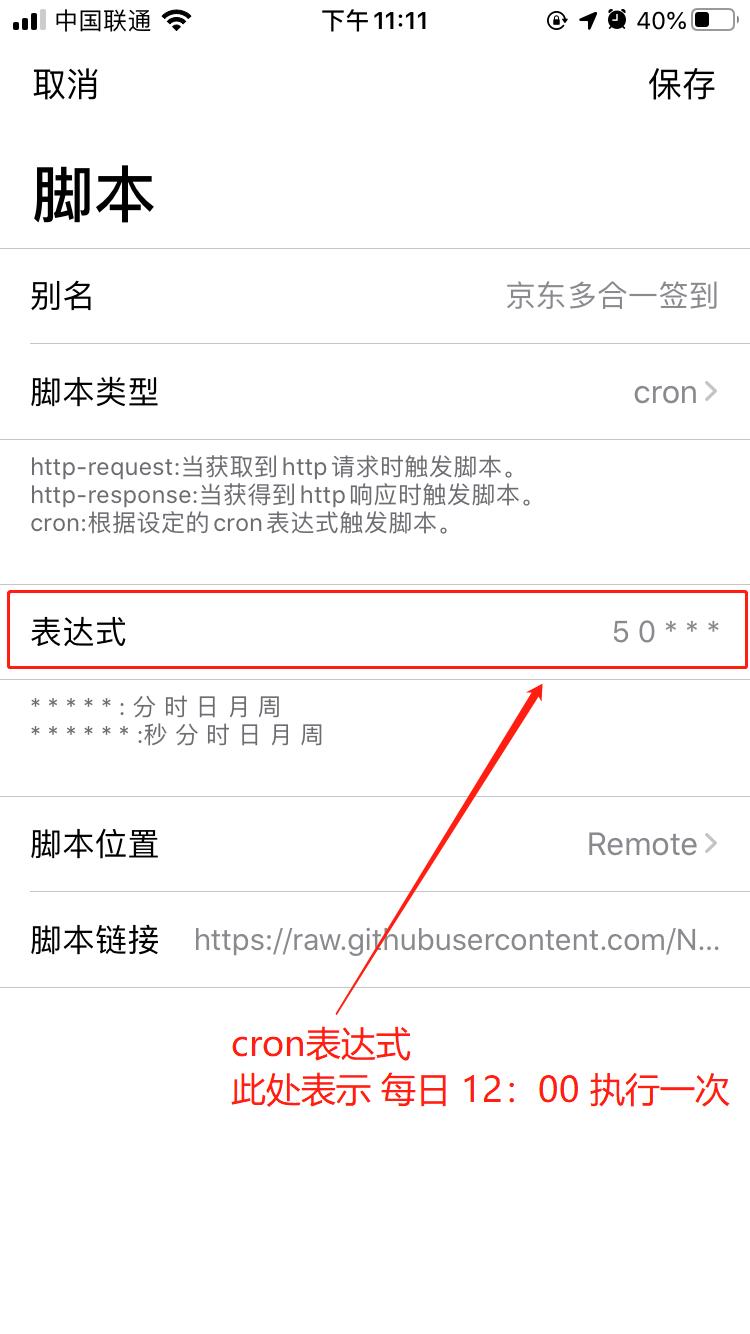 中国联通 下午11:11 40%
取消 保存
脚本
别名 京东多合一签到
脚本类型 cron
http-request:当获取到http请求时触发脚本。
http-response:当获得到http响应时触发脚本。
cron:根据设定的cron表达式触发脚本。
表达式 5 0 * * *
* * * * * : 分 时 日 月 周
* * * * * * :秒 分 时 日 月 周
脚本位置 Remote
脚本链接 https://raw.githubusercontent.com/N...
cron表达式
此处表示 每日 12：00 执行一次